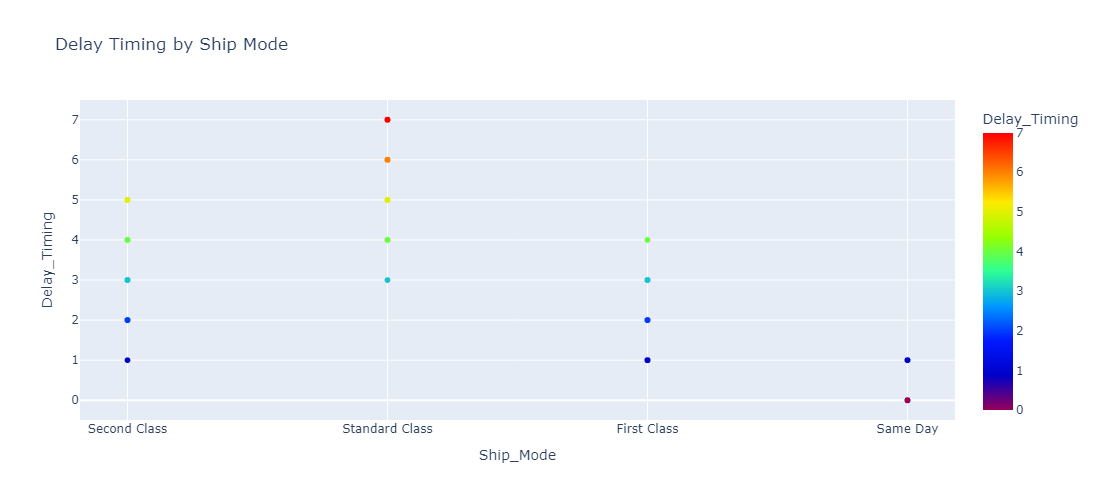 Delay Timing by Ship Mode
Delay_Timing
7
6
5
4
3
2
1
0
Second Class
Standard Class
First Class
Same Day
Ship_Mode
Delay_Timing
7
6
5
4
3
2
1
0